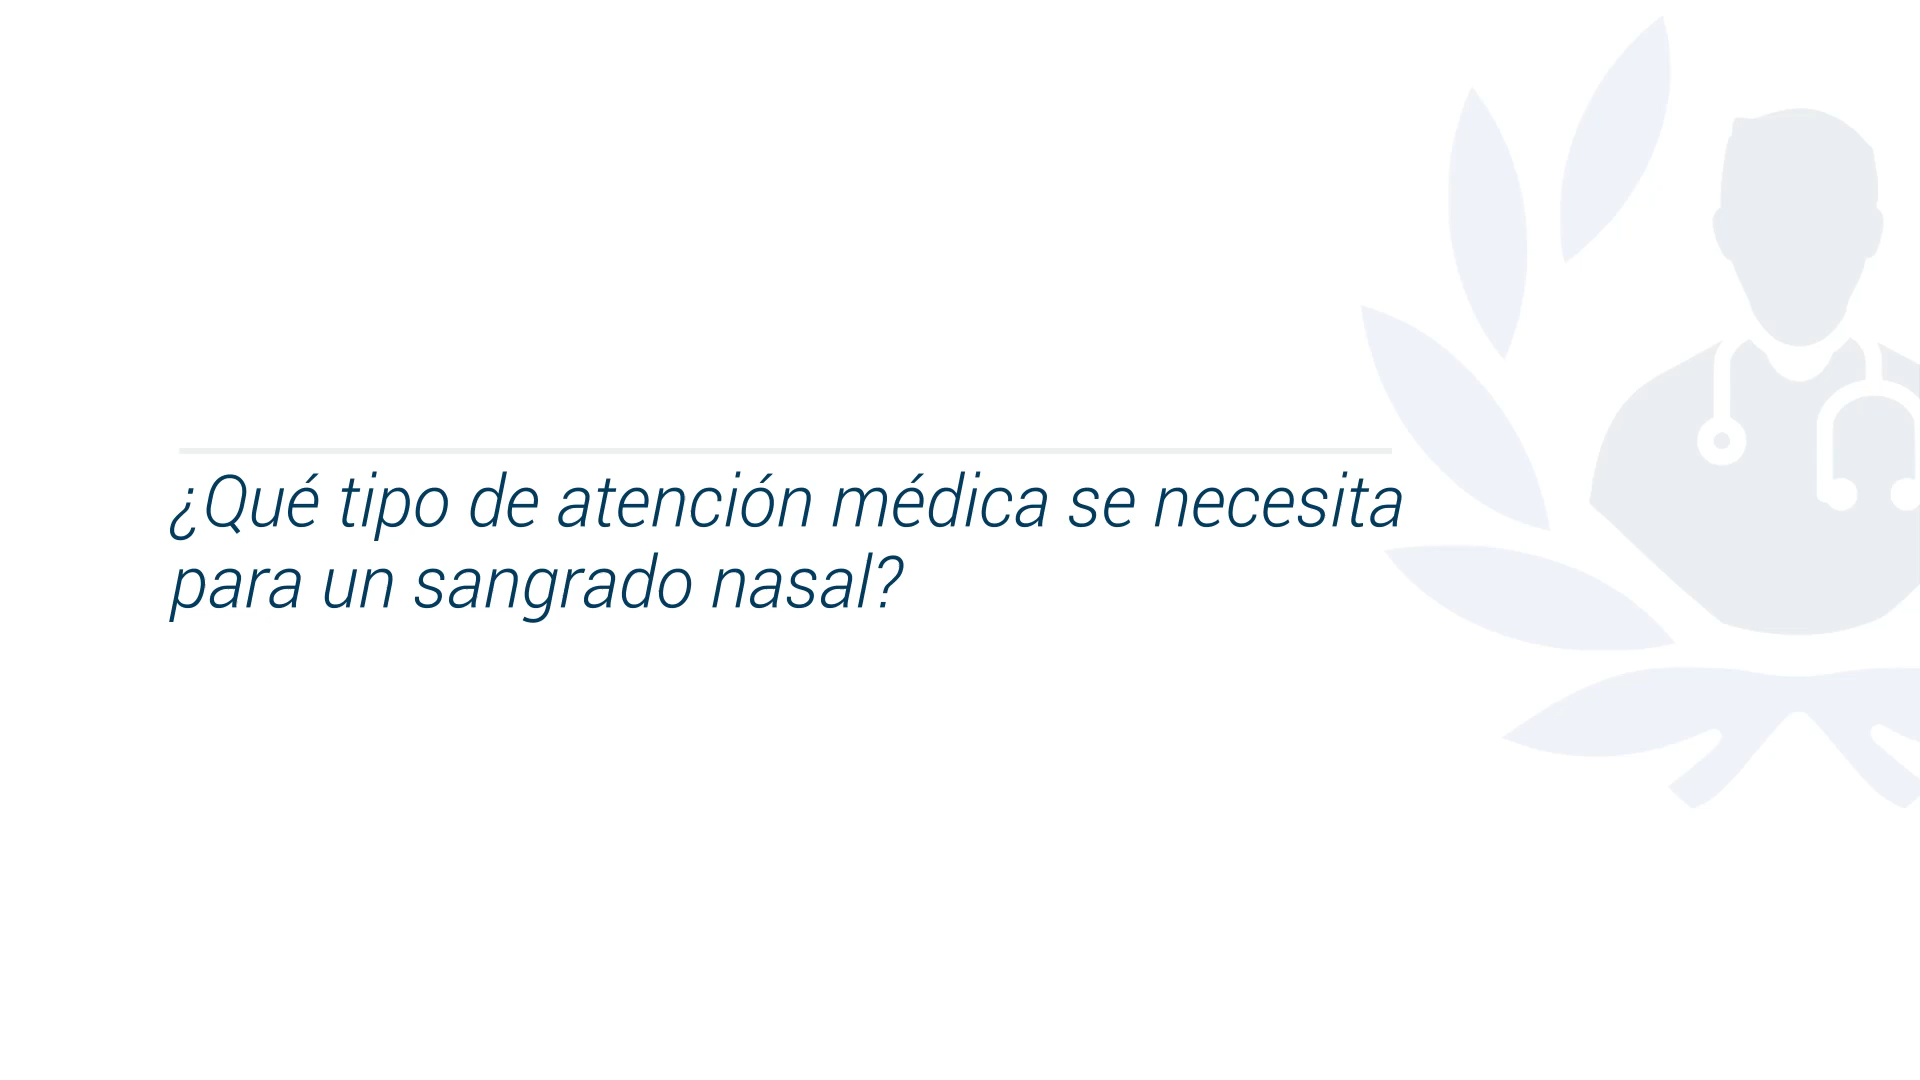 ¿Qué tipo de atención médica se necesita
para un sangrado nasal?